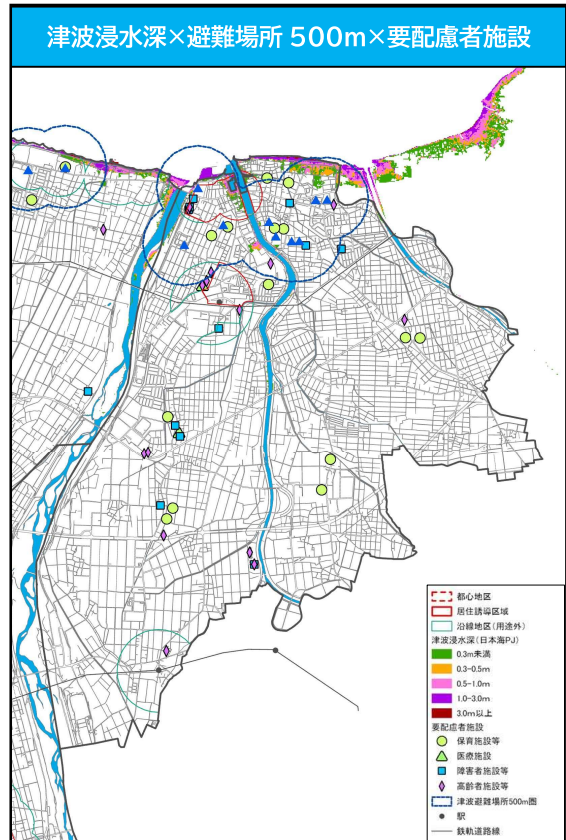 津波浸水深×避難場所 500m×要配慮者施設
都心地区
居住誘導区域
沿線地区(用途外)
津波浸水深(日本海PJ)
0.3m未満
0.3-0.5m
0.5-1.0m
1.0-3.0m
3.0m以上
要配慮者施設
保育施設等
医療施設
障害者施設等
高齢者施設等
津波避難場所500m圏
駅
鉄軌道路線